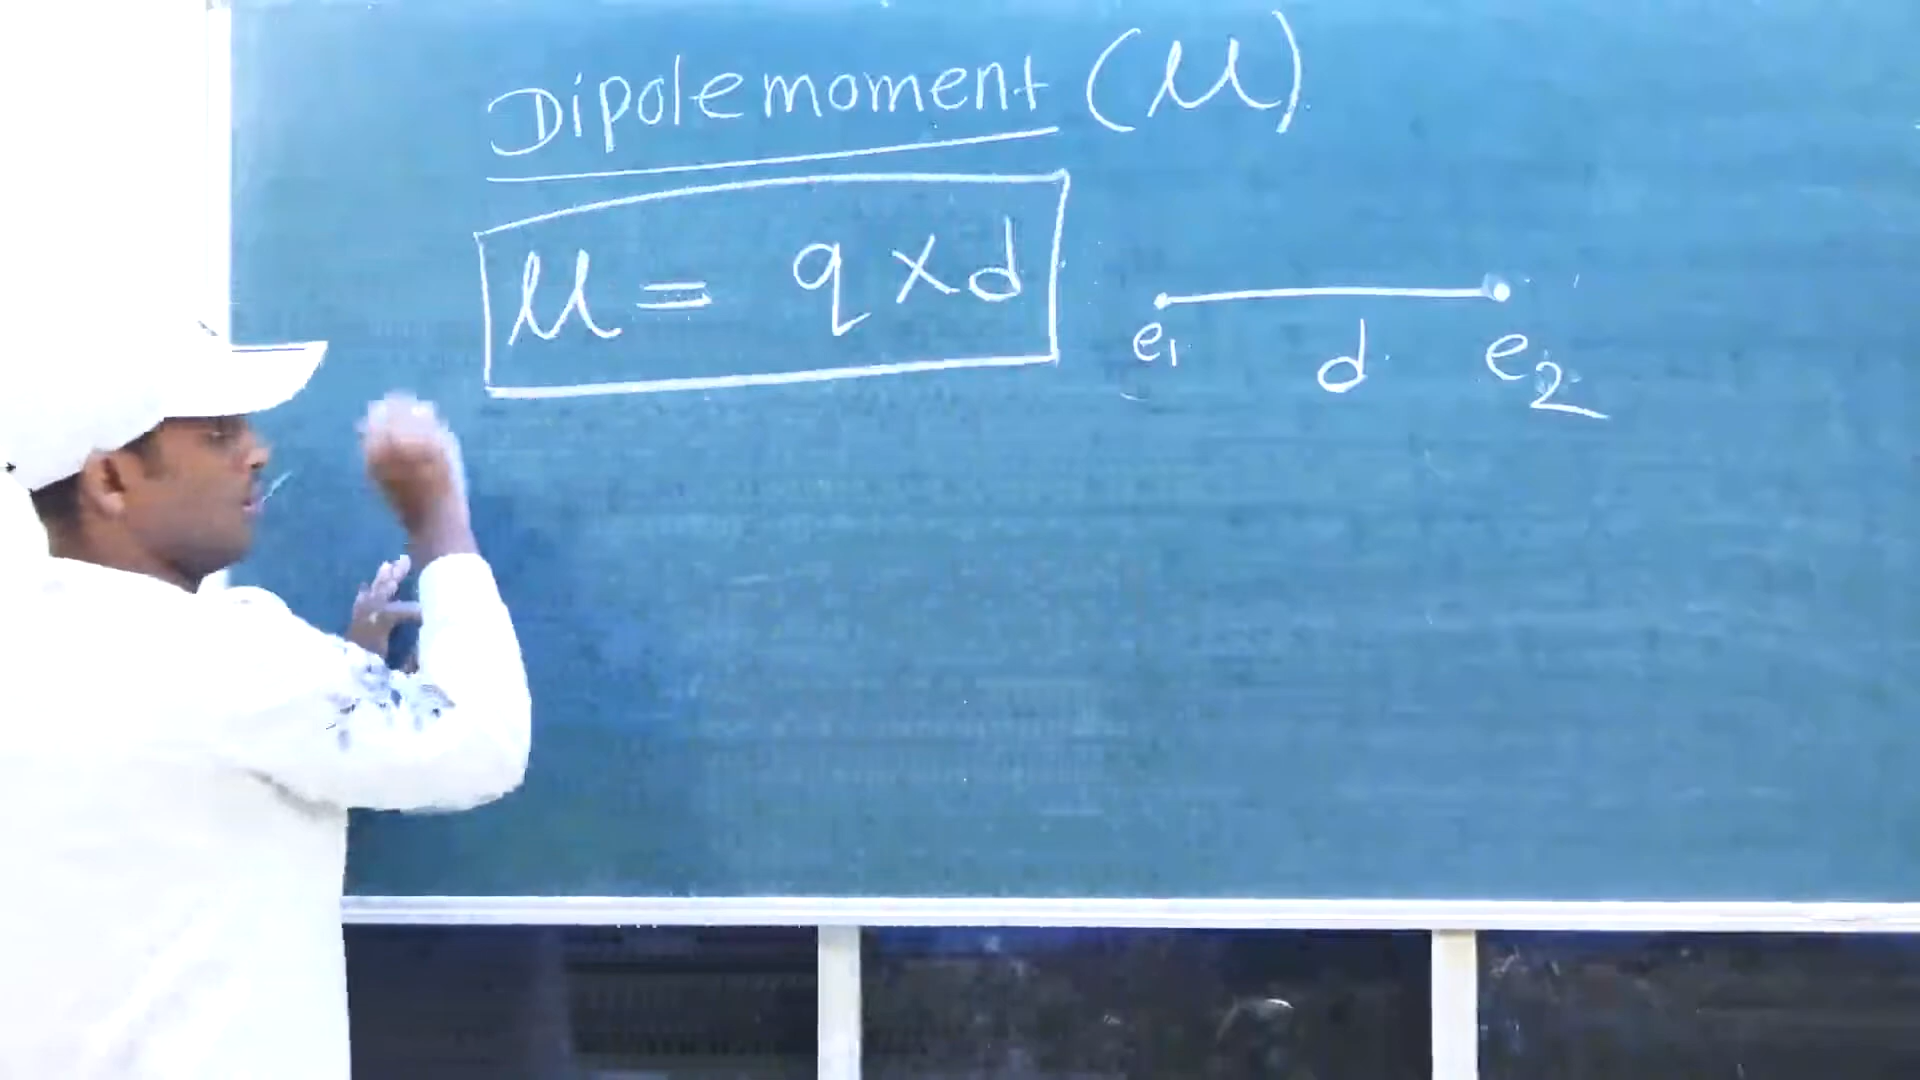 Dipole moment (μ)
μ = q × d
e1 d e2